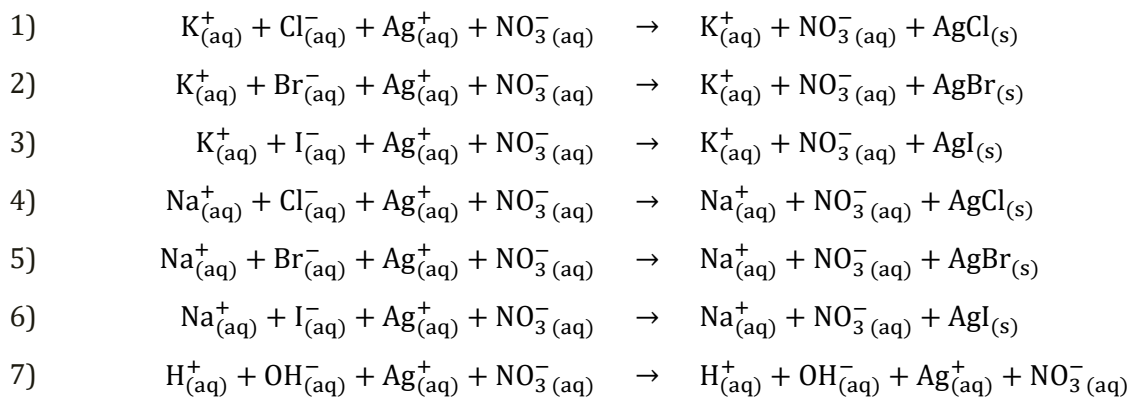 1) K⁺(aq) + Cl⁻(aq) + Ag⁺(aq) + NO₃⁻(aq) → K⁺(aq) + NO₃⁻(aq) + AgCl(s)
2) K⁺(aq) + Br⁻(aq) + Ag⁺(aq) + NO₃⁻(aq) → K⁺(aq) + NO₃⁻(aq) + AgBr(s)
3) K⁺(aq) + I⁻(aq) + Ag⁺(aq) + NO₃⁻(aq) → K⁺(aq) + NO₃⁻(aq) + AgI(s)
4) Na⁺(aq) + Cl⁻(aq) + Ag⁺(aq) + NO₃⁻(aq) → Na⁺(aq) + NO₃⁻(aq) + AgCl(s)
5) Na⁺(aq) + Br⁻(aq) + Ag⁺(aq) + NO₃⁻(aq) → Na⁺(aq) + NO₃⁻(aq) + AgBr(s)
6) Na⁺(aq) + I⁻(aq) + Ag⁺(aq) + NO₃⁻(aq) → Na⁺(aq) + NO₃⁻(aq) + AgI(s)
7) H⁺(aq) + OH⁻(aq) + Ag⁺(aq) + NO₃⁻(aq) → H⁺(aq) + OH⁻(aq) + Ag⁺(aq) + NO₃⁻(aq)